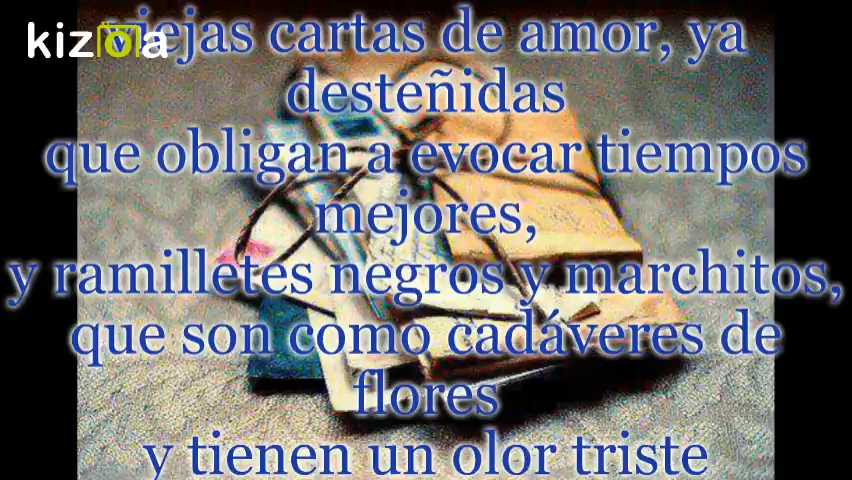 kizoa
viejas cartas de amor, ya
desteñidas
que obligan a evocar tiempos
mejores,
y ramilletes negros y marchitos,
que son como cadáveres de
flores
y tienen un olor triste